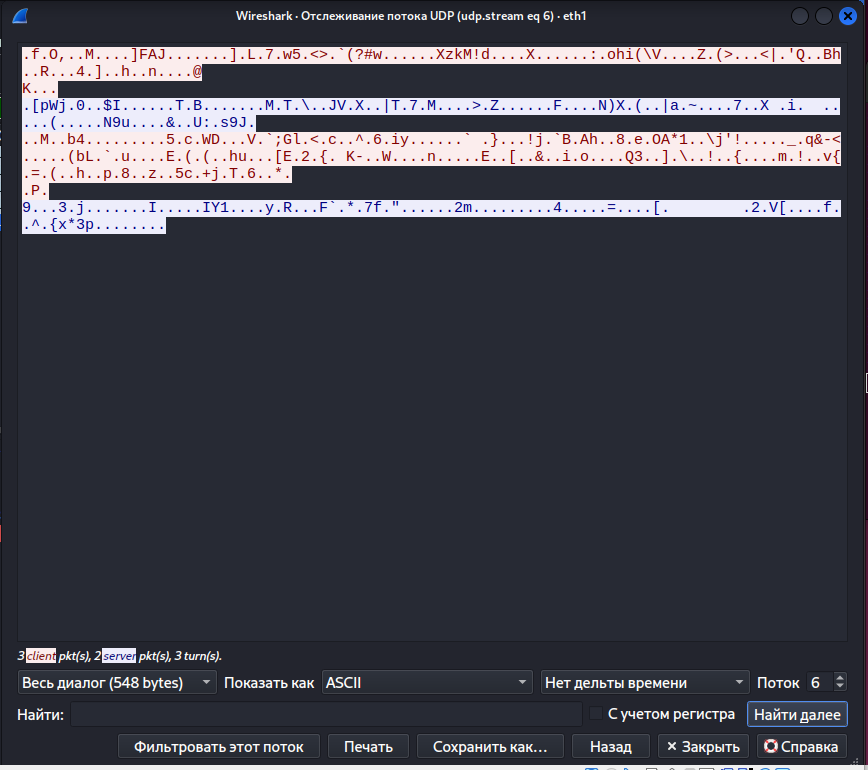 Wireshark · Отслеживание потока UDP (udp.stream eq 6) · eth1
.f.O,..M....]FAJ.......].L.7.w5.<>.`(?#w......XzkM!d....X......:.ohi(\V....Z.(>...<|.'Q..Bh
..R...4.]..h..n....@
K...
.[pWj.0..$I......T.B.......M.T.\..JV.X..|T.7.M....>.Z......F....N)X.(..|a.~....7..X .i.  ..
...(.....N9u....&..U:.s9J.
..M..b4.........5.c.WD...V.`;Gl.<.c..^.6.iy......` .}...!j.`B.Ah..8.e.OA*1..\j'!....._.q&-<
.....(bL.`.u....E.(.(..hu...[E.2.{. K-..W....n.....E..[..&..i.o....Q3..].\..!..{....m.!..v{
.=.(..h..p.8..z..5c.+j.T.6..*.
.P.
9...3.j.......I.....IY1....y.R...F`.*.7f."......2m.........4.....=....[.        .2.V[....f.
.^.{x*3p........
3 client pkt(s), 2 server pkt(s), 3 turn(s).
Весь диалог (548 bytes) Показать как ASCII Нет дельты времени Поток 6
Найти: С учетом регистра Найти далее
Фильтровать этот поток Печать Сохранить как… Назад Закрыть Справка